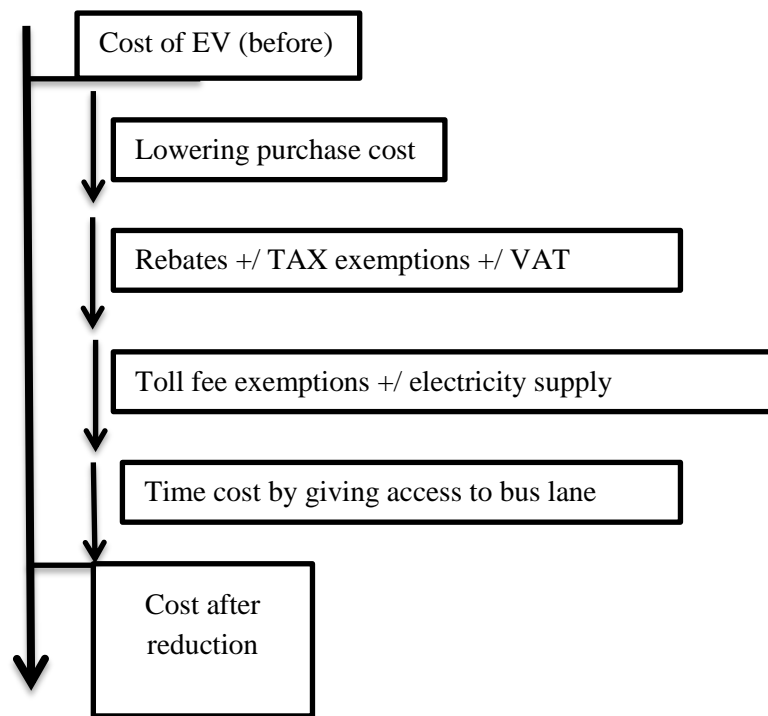 Cost of EV (before)
Lowering purchase cost
Rebates +/ TAX exemptions +/ VAT
Toll fee exemptions +/ electricity supply
Time cost by giving access to bus lane
Cost after
reduction